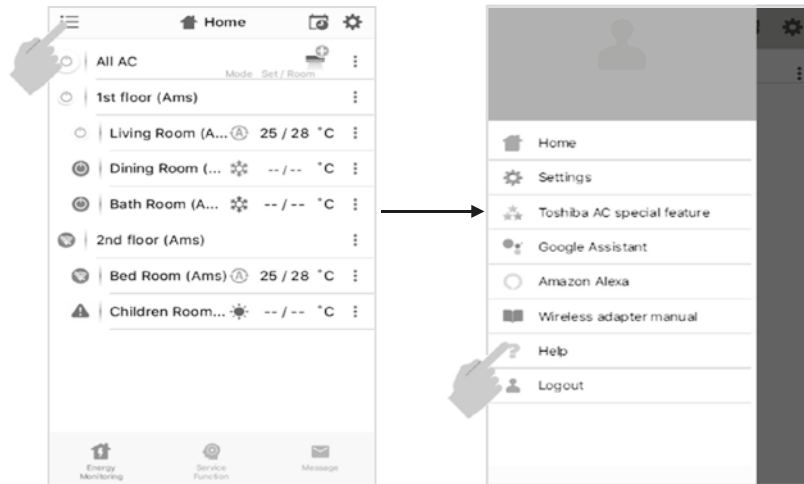 Home
All AC
Mode Set / Room
1st floor (Ams)
Living Room (A... A 25 / 28 °C
Dining Room (... -- / -- °C
Bath Room (A... -- / -- °C
2nd floor (Ams)
Bed Room (Ams) A 25 / 28 °C
Children Room... -- / -- °C
Energy
Monitoring
Service
Function
Message
Home
Settings
Toshiba AC special feature
Google Assistant
Amazon Alexa
Wireless adapter manual
? Help
Logout